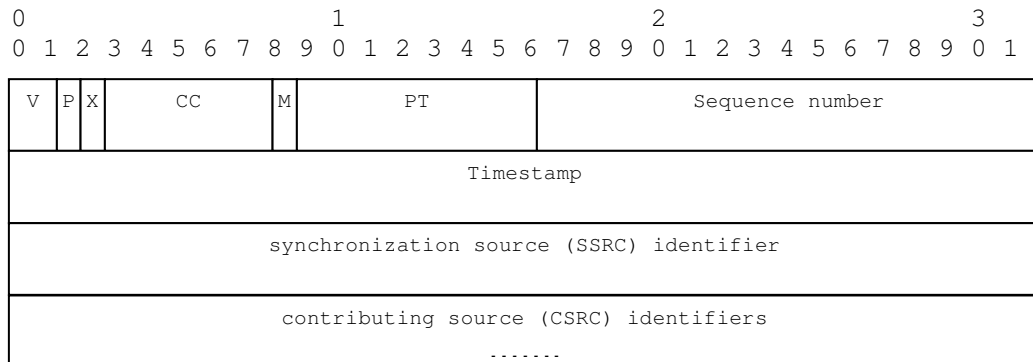 0 1 2 3
0 1 2 3 4 5 6 7 8 9 0 1 2 3 4 5 6 7 8 9 0 1 2 3 4 5 6 7 8 9 0 1
V P X CC M PT Sequence number
Timestamp
synchronization source (SSRC) identifier
contributing source (CSRC) identifiers
.......